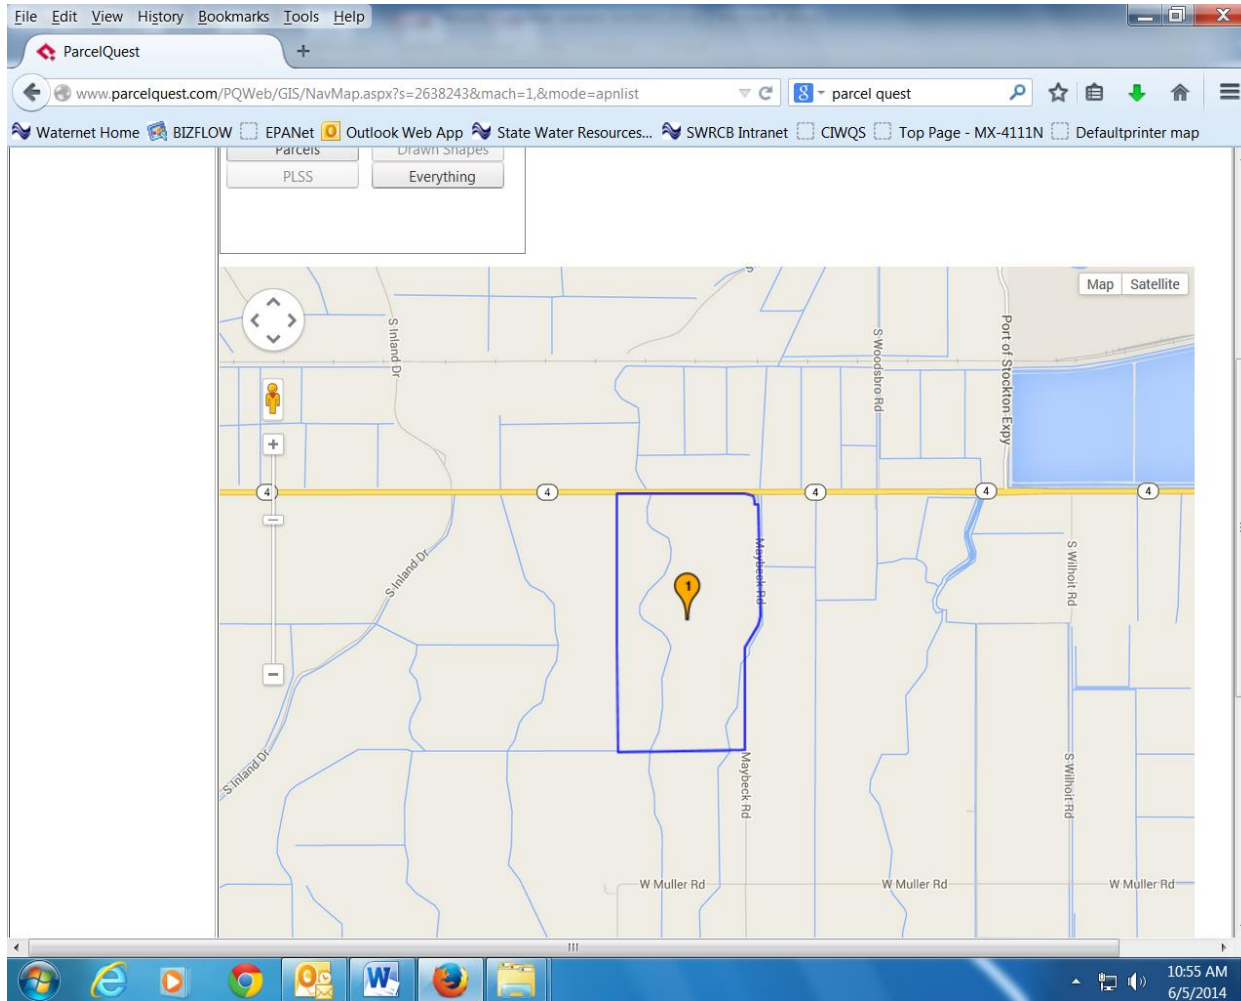 File Edit View History Bookmarks Tools Help
ParcelQuest
www.parcelquest.com/PQWeb/GIS/NavMap.aspx?s=2638243&mach=1,&mode=apnlist
parcel quest
Waternet Home BIZFLOW EPANet Outlook Web App State Water Resources... SWRCB Intranet CIWQS Top Page - MX-4111N Defaultprinter map
Parcels Drawn Shapes
PLSS Everything
Map Satellite
S Inland Dr
S Woodsbro Rd
Port of Stockton Expy
4 4 4 4 4
S Inland Dr
1
Maybeck Rd
S Wilhoit Rd
S Inland Dr
Maybeck Rd
S Wilhoit Rd
W Muller Rd W Muller Rd W Muller Rd
10:55 AM
6/5/2014